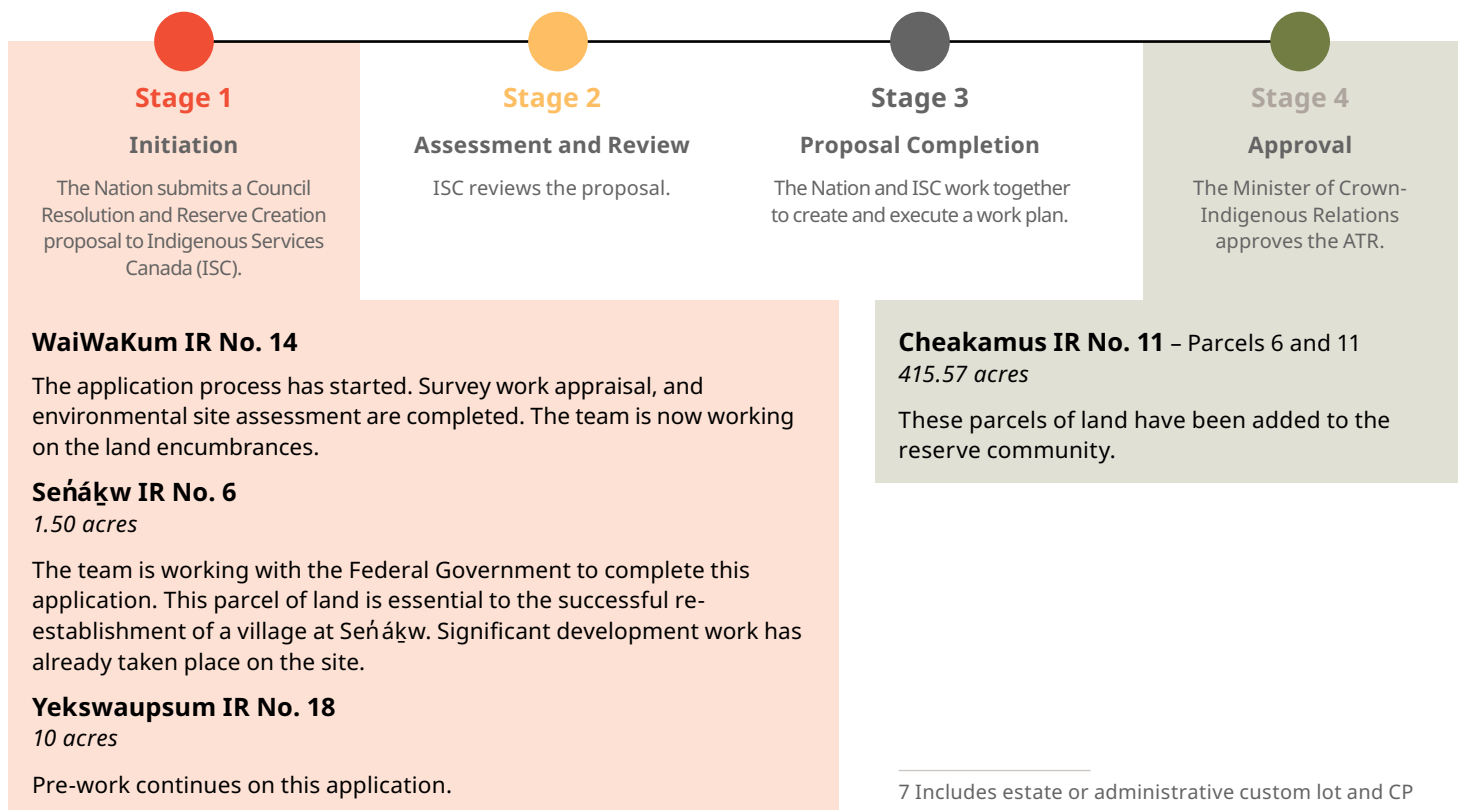 Stage 1
Initiation
The Nation submits a Council
Resolution and Reserve Creation
proposal to Indigenous Services
Canada (ISC).
Stage 2
Assessment and Review
ISC reviews the proposal.
Stage 3
Proposal Completion
The Nation and ISC work together
to create and execute a work plan.
Stage 4
Approval
The Minister of Crown-
Indigenous Relations
approves the ATR.
WaiWaKum IR No. 14
The application process has started. Survey work appraisal, and
environmental site assessment are completed. The team is now working
on the land encumbrances.
Sen̓áḵw IR No. 6
1.50 acres
The team is working with the Federal Government to complete this
application. This parcel of land is essential to the successful re-
establishment of a village at Sen̓áḵw. Significant development work has
already taken place on the site.
Yekswaupsum IR No. 18
10 acres
Pre-work continues on this application.
Cheakamus IR No. 11 – Parcels 6 and 11
415.57 acres
These parcels of land have been added to the
reserve community.
7 Includes estate or administrative custom lot and CP